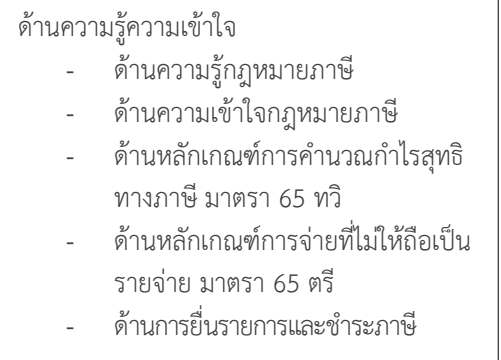 ด้านความรู้ความเข้าใจ
- ด้านความรู้กฎหมายภาษี
- ด้านความเข้าใจกฎหมายภาษี
- ด้านหลักเกณฑ์การคำนวณกำไรสุทธิ
ทางภาษี มาตรา 65 ทวิ
- ด้านหลักเกณฑ์การจ่ายที่ไม่ให้ถือเป็น
รายจ่าย มาตรา 65 ตรี
- ด้านการยื่นรายการและชำระภาษี